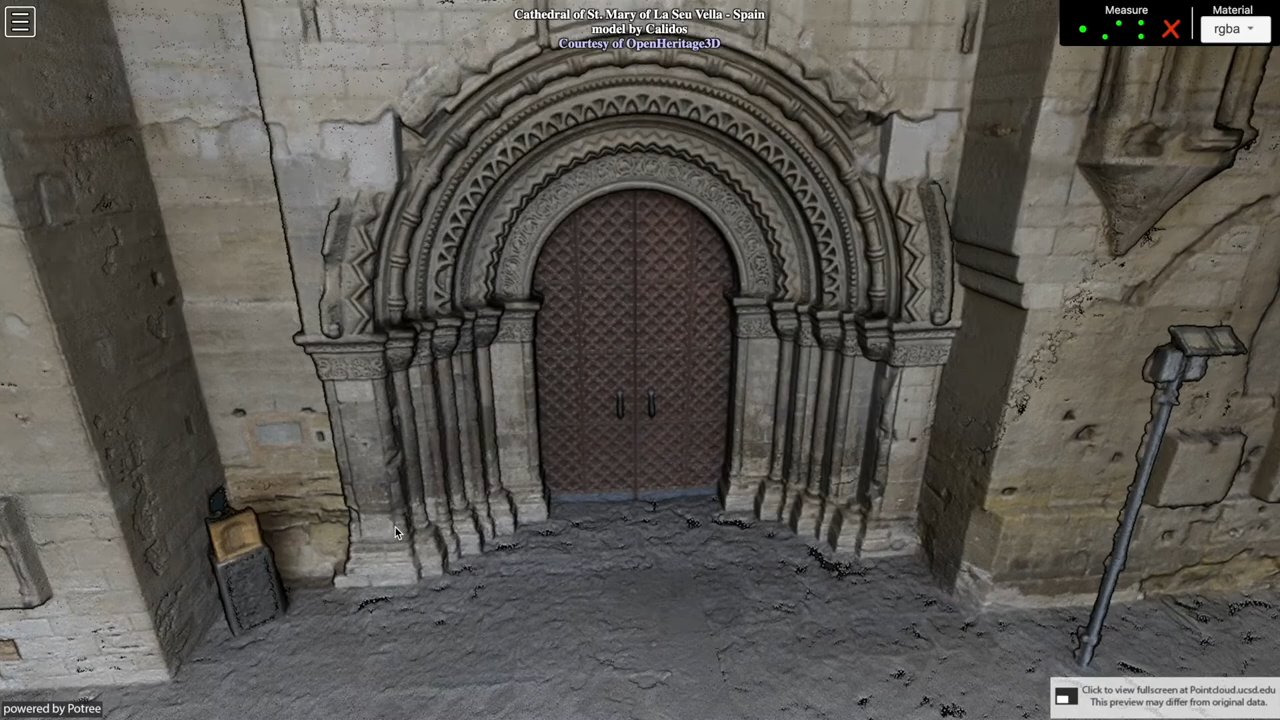 Cathedral of St. Mary of La Seu Vella - Spain
model by Calidos
Courtesy of OpenHeritage3D
Measure
Material
rgba
Click to view fullscreen at Pointcloud.ucsd.edu
This preview may differ from original data.
powered by Potree